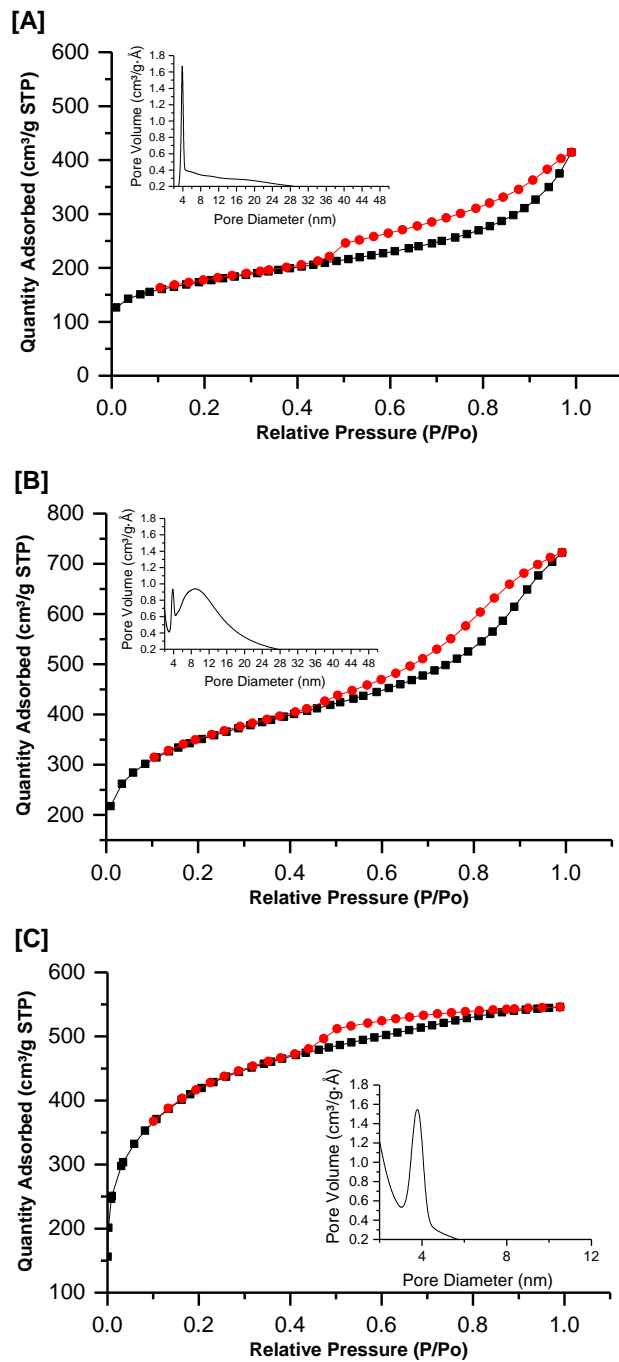 [A]
600
500
400
300
200
100
0
Quantity Adsorbed (cm³/g STP)
0.0 0.2 0.4 0.6 0.8 1.0
Relative Pressure (P/Po)
1.8
1.6
1.4
1.2
1.0
0.8
0.6
0.4
0.2
Pore Volume (cm³/g·Å)
4 8 12 16 20 24 28 32 36 40 44 48
Pore Diameter (nm)
[B]
800
700
600
500
400
300
200
Quantity Adsorbed (cm³/g STP)
0.0 0.2 0.4 0.6 0.8 1.0
Relative Pressure (P/Po)
1.8
1.6
1.4
1.2
1.0
0.8
0.6
0.4
0.2
Pore Volume (cm³/g·Å)
4 8 12 16 20 24 28 32 36 40 44 48
Pore Diameter (nm)
[C]
600
500
400
300
200
100
Quantity Adsorbed (cm³/g STP)
0.0 0.2 0.4 0.6 0.8 1.0
Relative Pressure (P/Po)
1.8
1.6
1.4
1.2
1.0
0.8
0.6
0.4
0.2
Pore Volume (cm³/g·Å)
4 8 12
Pore Diameter (nm)